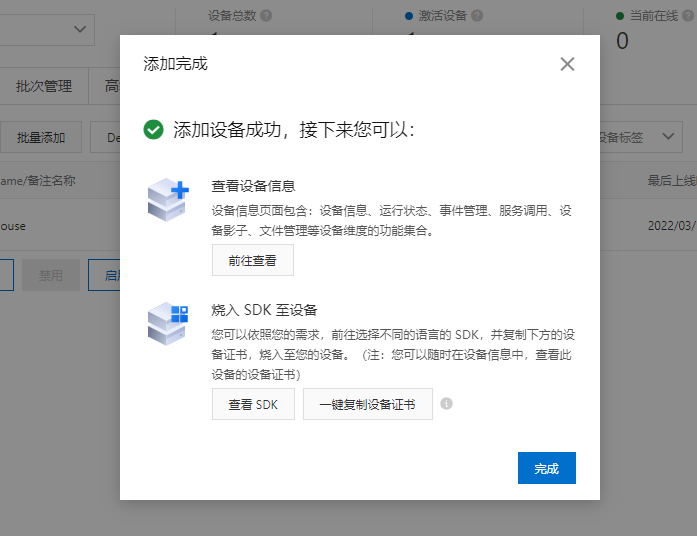 设备总数
激活设备
当前在线
0
添加完成
批次管理
添加设备成功，接下来您可以：
批量添加
设备标签
ame/备注名称
最后上线
查看设备信息
设备信息页面包含：设备信息、运行状态、事件管理、服务调用、设
备影子、文件管理等设备维度的功能集合。
ouse
2022/03/
前往查看
禁用
烧入 SDK 至设备
您可以依照您的需求，前往选择不同的语言的 SDK，并复制下方的设
备证书，烧入至您的设备。（注：您可以随时在设备信息中，查看此
设备的设备证书）
查看 SDK
一键复制设备证书
完成